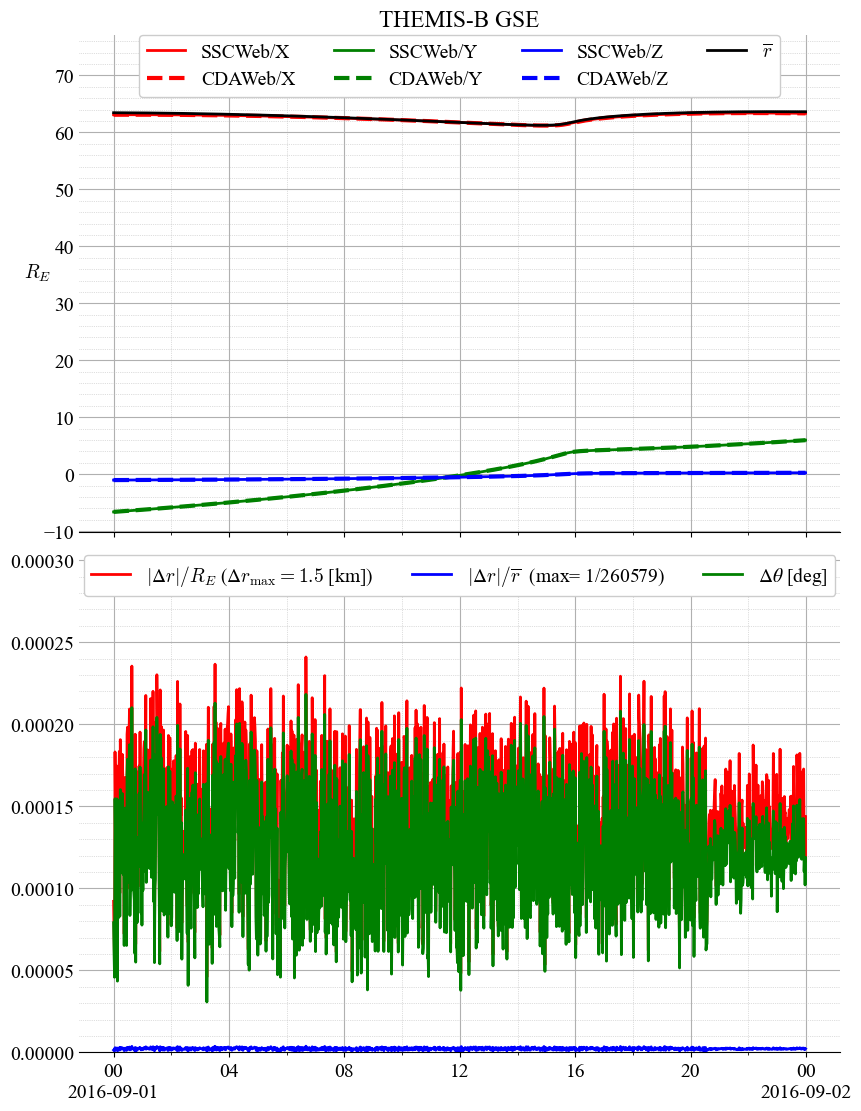 THEMIS-B GSE
SSCWeb/X SSCWeb/Y SSCWeb/Z r̅
CDAWeb/X CDAWeb/Y CDAWeb/Z
70
60
50
40
R_E
30
20
10
0
−10
0.00030
|Δr|/R_E (Δr_max = 1.5 [km]) |Δr|/r̅ (max= 1/260579) Δθ [deg]
0.00025
0.00020
0.00015
0.00010
0.00005
0.00000
00 04 08 12 16 20 00
2016-09-01 2016-09-02